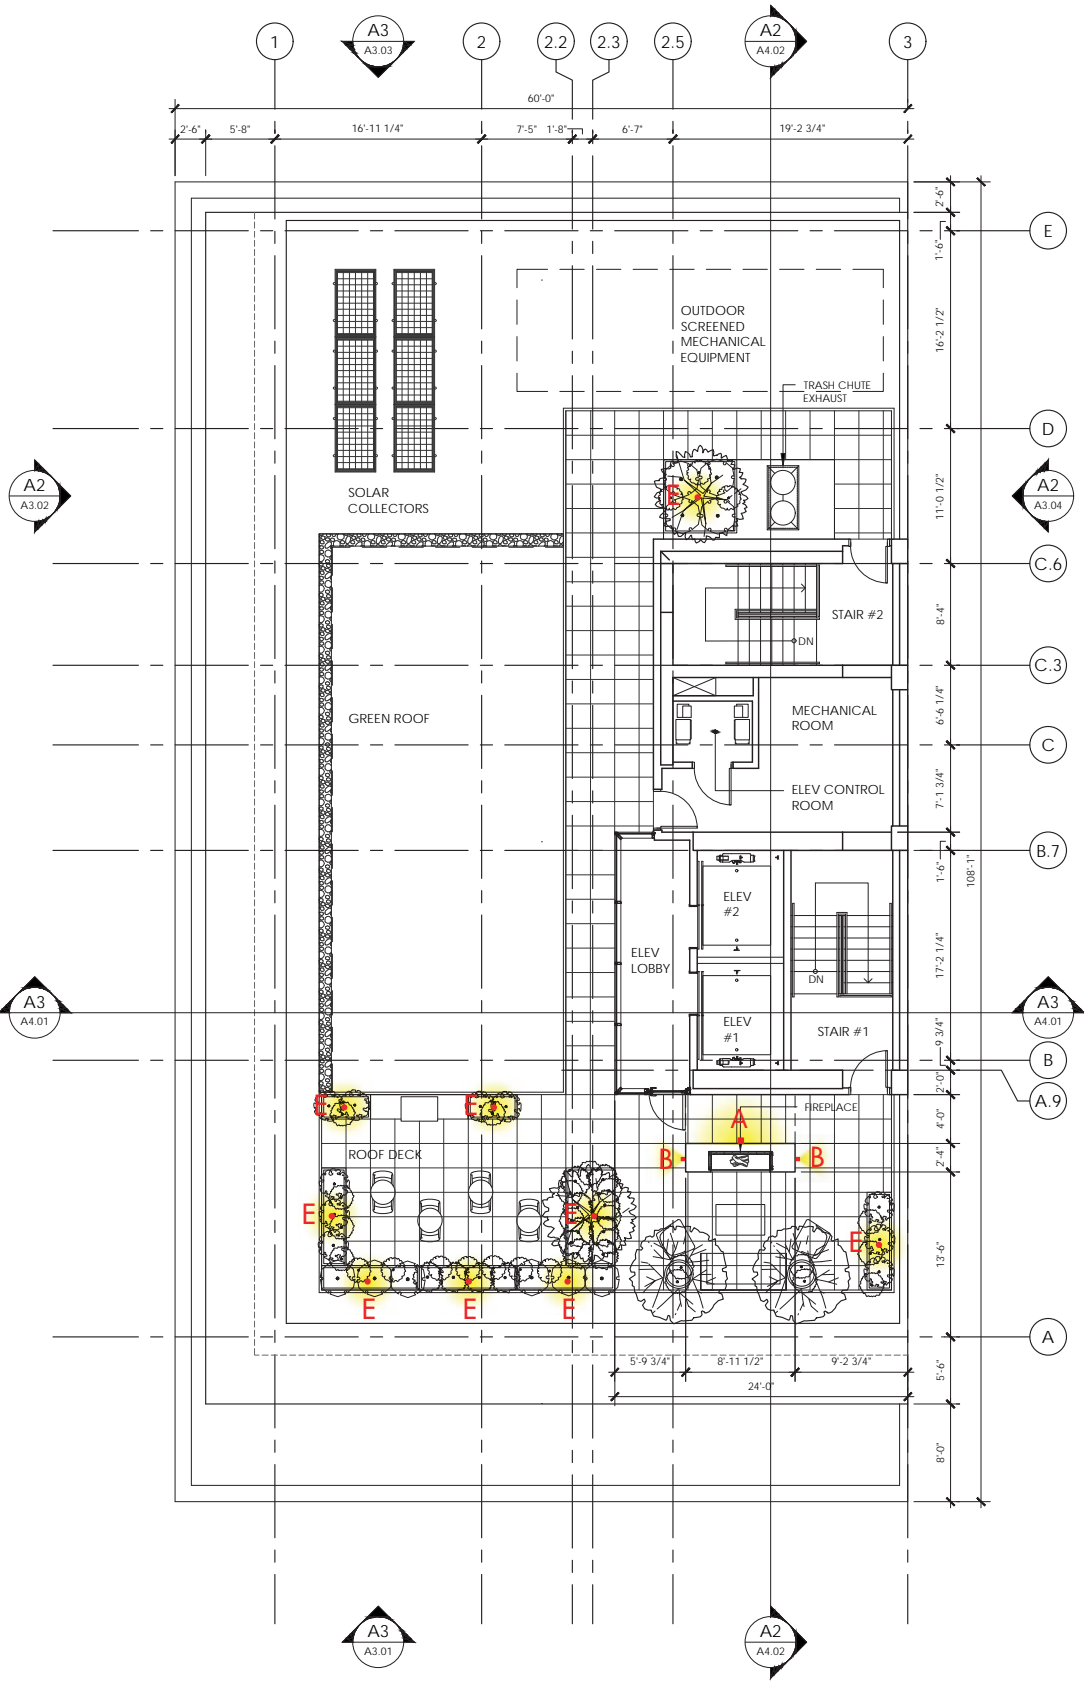 1
A3
A3.03
2
2.2
2.3
2.5
A2
A4.02
3
60'-0"
2'-6"
5'-8"
16'-11 1/4"
7'-5"
1'-8"
6'-7"
19'-2 3/4"
2'-6"
E
1'-6"
OUTDOOR
SCREENED
MECHANICAL
EQUIPMENT
16'-2 1/2"
TRASH CHUTE
EXHAUST
D
A2
A3.02
SOLAR
COLLECTORS
E
11'-0 1/2"
A2
A3.04
C.6
STAIR #2
8'-4"
DN
C.3
GREEN ROOF
MECHANICAL
ROOM
6'-6 1/4"
C
ELEV CONTROL
ROOM
7'-1 3/4"
B.7
1'-6"
108'-1"
ELEV
#2
ELEV
LOBBY
17'-2 1/4"
DN
A3
A4.01
ELEV
#1
STAIR #1
A3
A4.01
9 3/4"
B
2'-0"
A.9
E
E
FIREPLACE
A
4'-0"
ROOF DECK
B
B
2'-4"
E
E
E
13'-6"
E
E
E
A
5'-9 3/4"
8'-11 1/2"
9'-2 3/4"
24'-0"
5'-6"
8'-0"
A3
A3.01
A2
A4.02